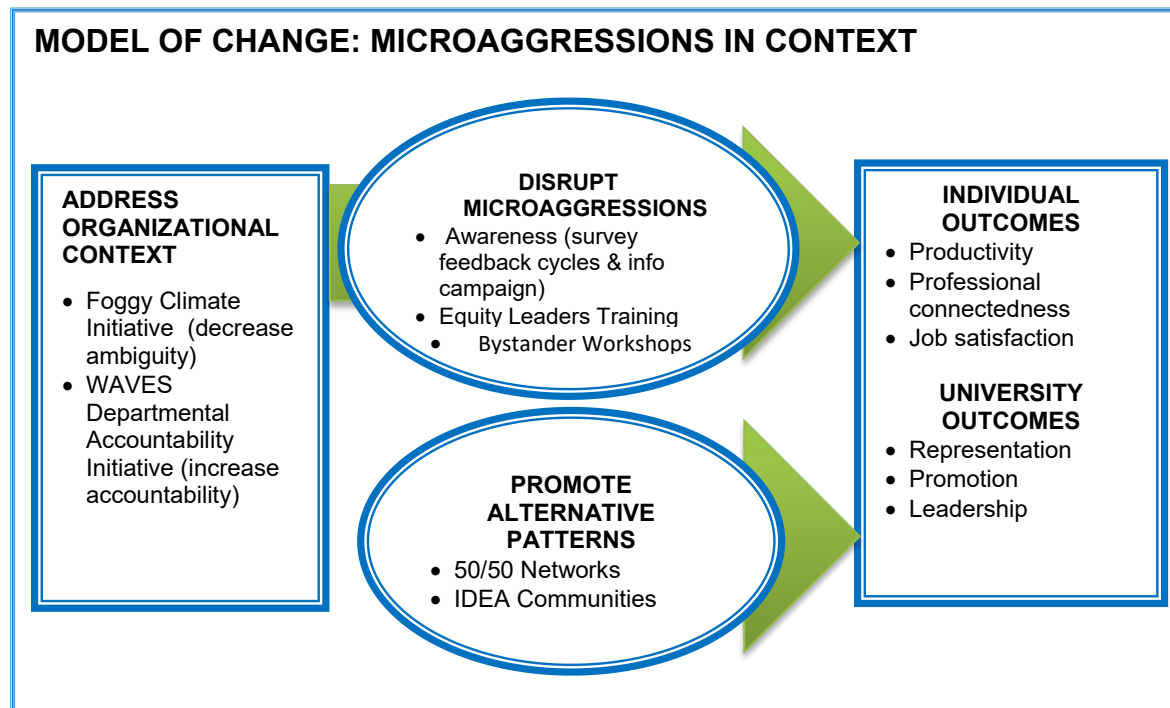 MODEL OF CHANGE: MICROAGGRESSIONS IN CONTEXT
ADDRESS
ORGANIZATIONAL
CONTEXT
• Foggy Climate
Initiative (decrease
ambiguity)
• WAVES
Departmental
Accountability
Initiative (increase
accountability)
DISRUPT
MICROAGGRESSIONS
• Awareness (survey
feedback cycles & info
campaign)
• Equity Leaders Training
• Bystander Workshops
PROMOTE
ALTERNATIVE
PATTERNS
• 50/50 Networks
• IDEA Communities
INDIVIDUAL
OUTCOMES
• Productivity
• Professional
connectedness
• Job satisfaction
UNIVERSITY
OUTCOMES
• Representation
• Promotion
• Leadership